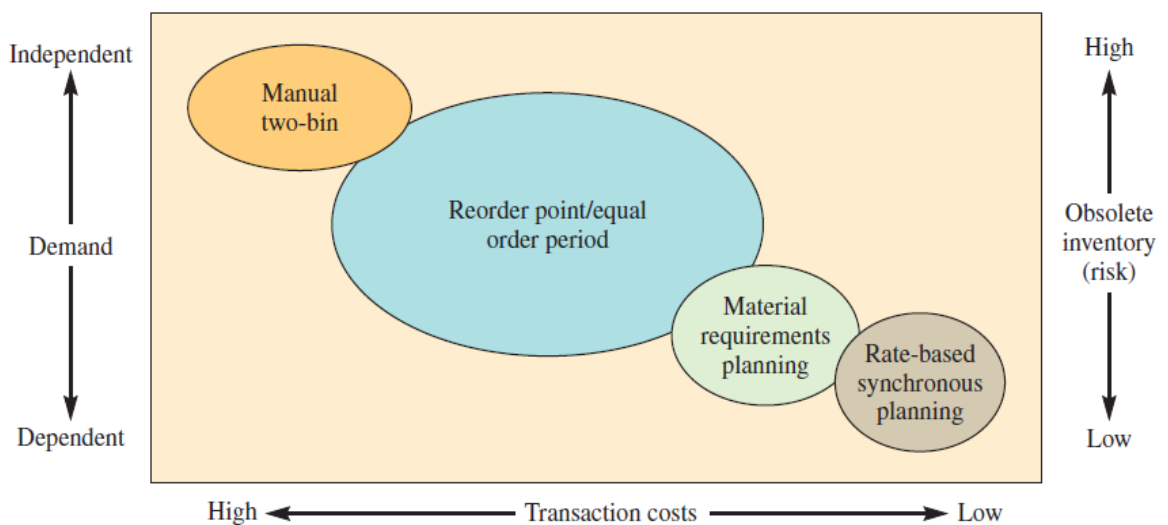 Independent
Demand
Dependent
Manual
two-bin
Reorder point/equal
order period
Material
requirements
planning
Rate-based
synchronous
planning
High
Obsolete
inventory
(risk)
Low
High
Transaction costs
Low